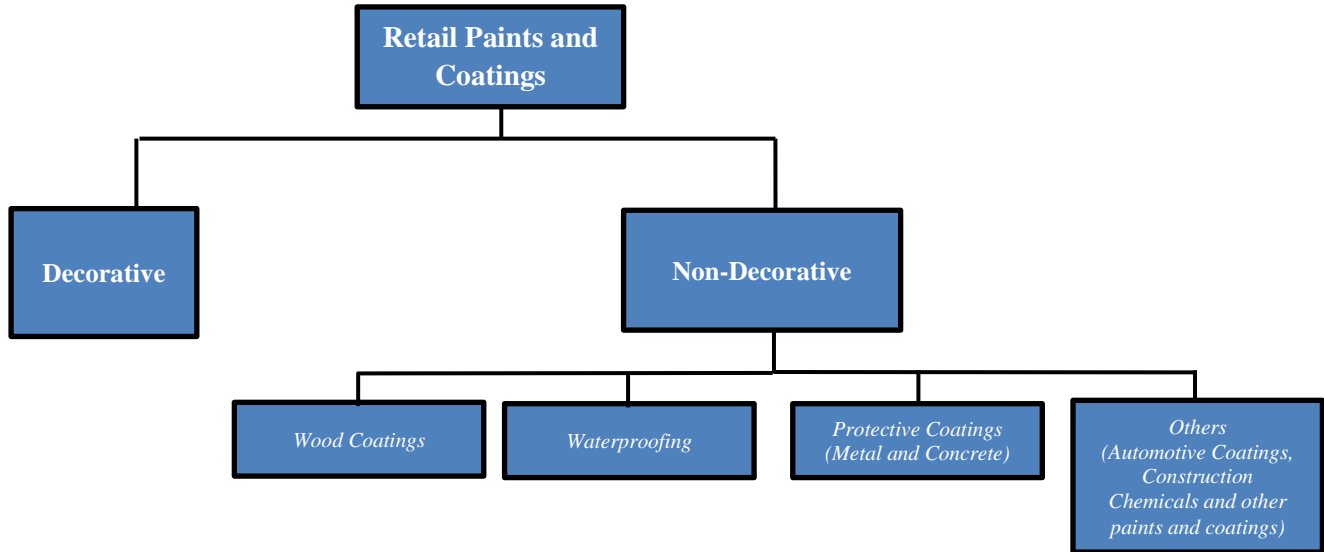 Retail Paints and
Coatings
Decorative
Non-Decorative
Wood Coatings
Waterproofing
Protective Coatings
(Metal and Concrete)
Others
(Automotive Coatings,
Construction
Chemicals and other
paints and coatings)